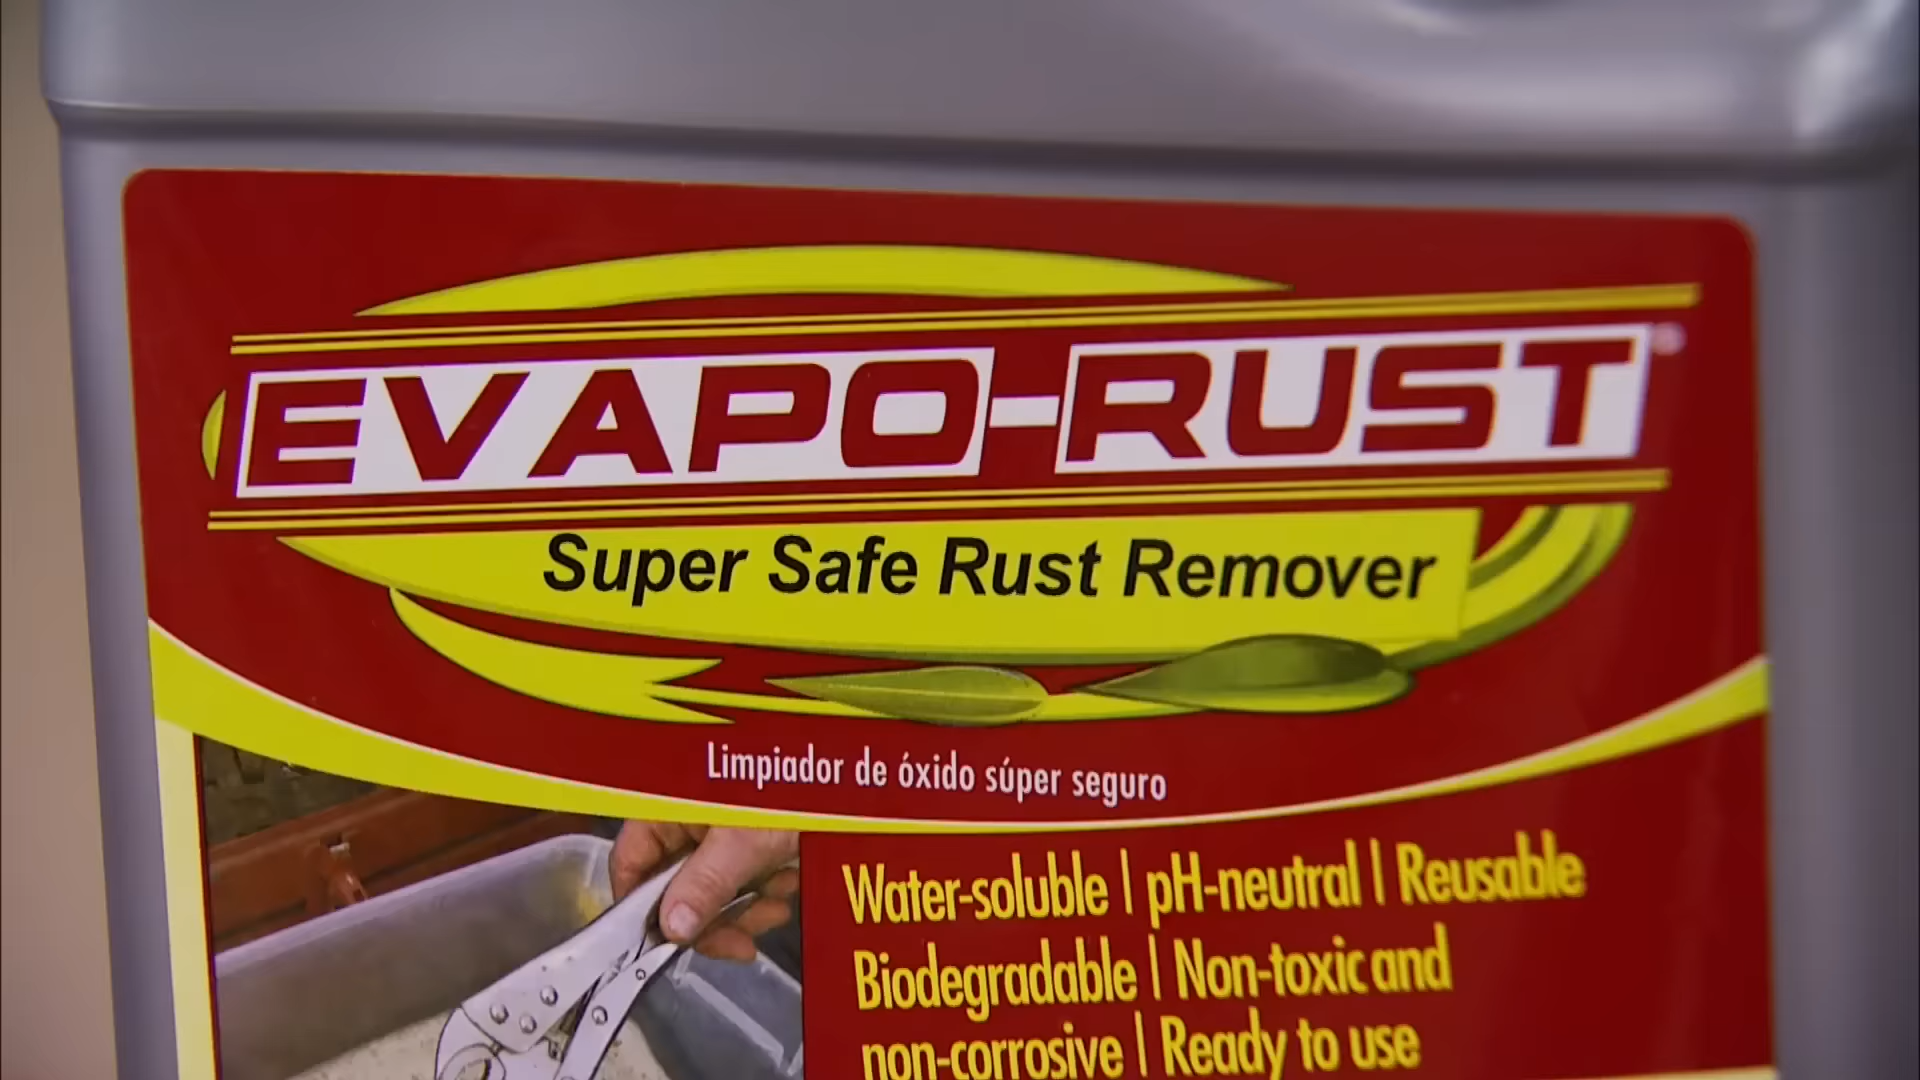 EVAPO-RUST®
Super Safe Rust Remover
Limpiador de óxido súper seguro
Water-soluble | pH-neutral | Reusable
Biodegradable | Non-toxic and
non-corrosive | Ready to use